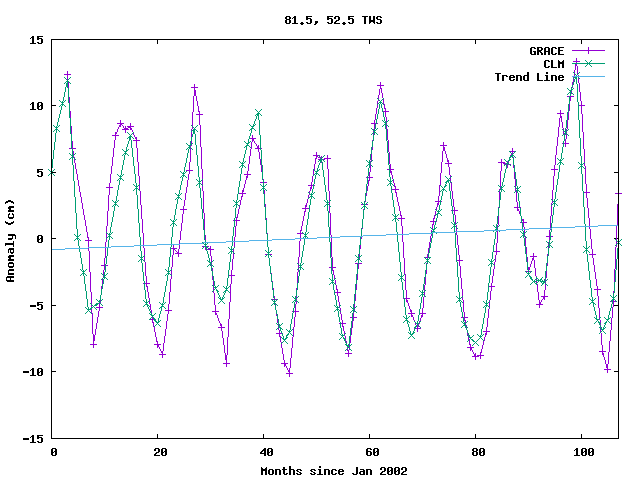 81.5, 52.5 TWS
GRACE
CLM
Trend Line
15
10
5
0
-5
-10
-15
Anomaly (cm)
0 20 40 60 80 100
Months since Jan 2002